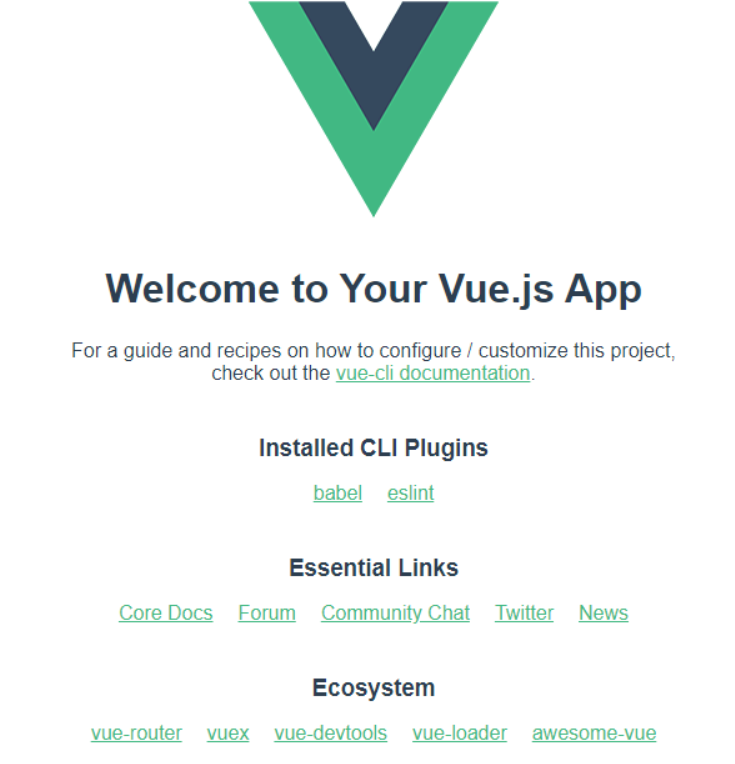 Welcome to Your Vue.js App
For a guide and recipes on how to configure / customize this project,
check out the vue-cli documentation.
Installed CLI Plugins
babel eslint
Essential Links
Core Docs Forum Community Chat Twitter News
Ecosystem
vue-router vuex vue-devtools vue-loader awesome-vue